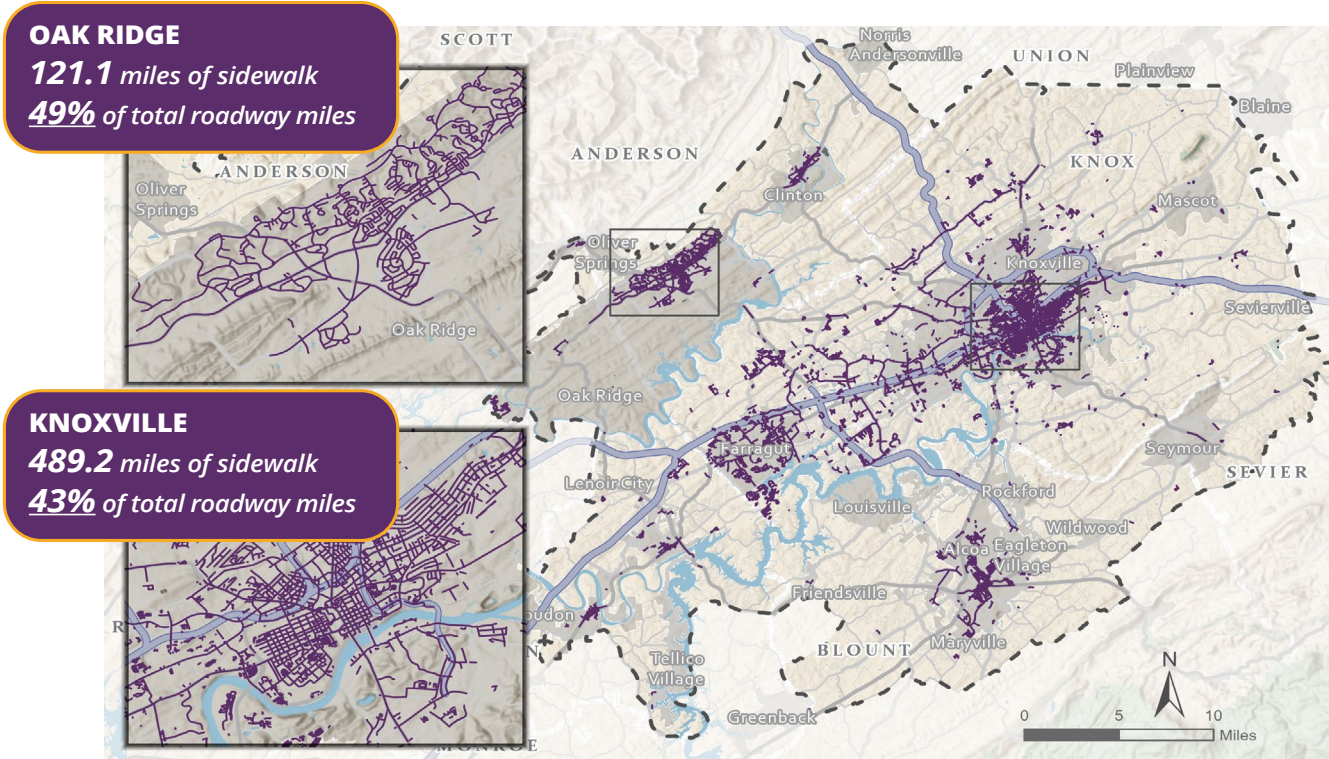 OAK RIDGE
121.1 miles of sidewalk
49% of total roadway miles
ANDERSON
Oliver
Springs
Oak Ridge
KNOXVILLE
489.2 miles of sidewalk
43% of total roadway miles
SCOTT
Norris
Andersonville
UNION
Plainview
Blaine
ANDERSON
KNOX
Clinton
Mascot
Oliver
Springs
Knoxville
Sevierville
Oak Ridge
Farragut
Seymour
SEVIER
Lenoir City
Louisville
Rockford
Wildwood
Alcoa
Eagleton
Village
Friendsville
oudon
R
N
BLOUNT
Maryville
Tellico
Village
Greenback
MONROE
N
0 5 10
Miles